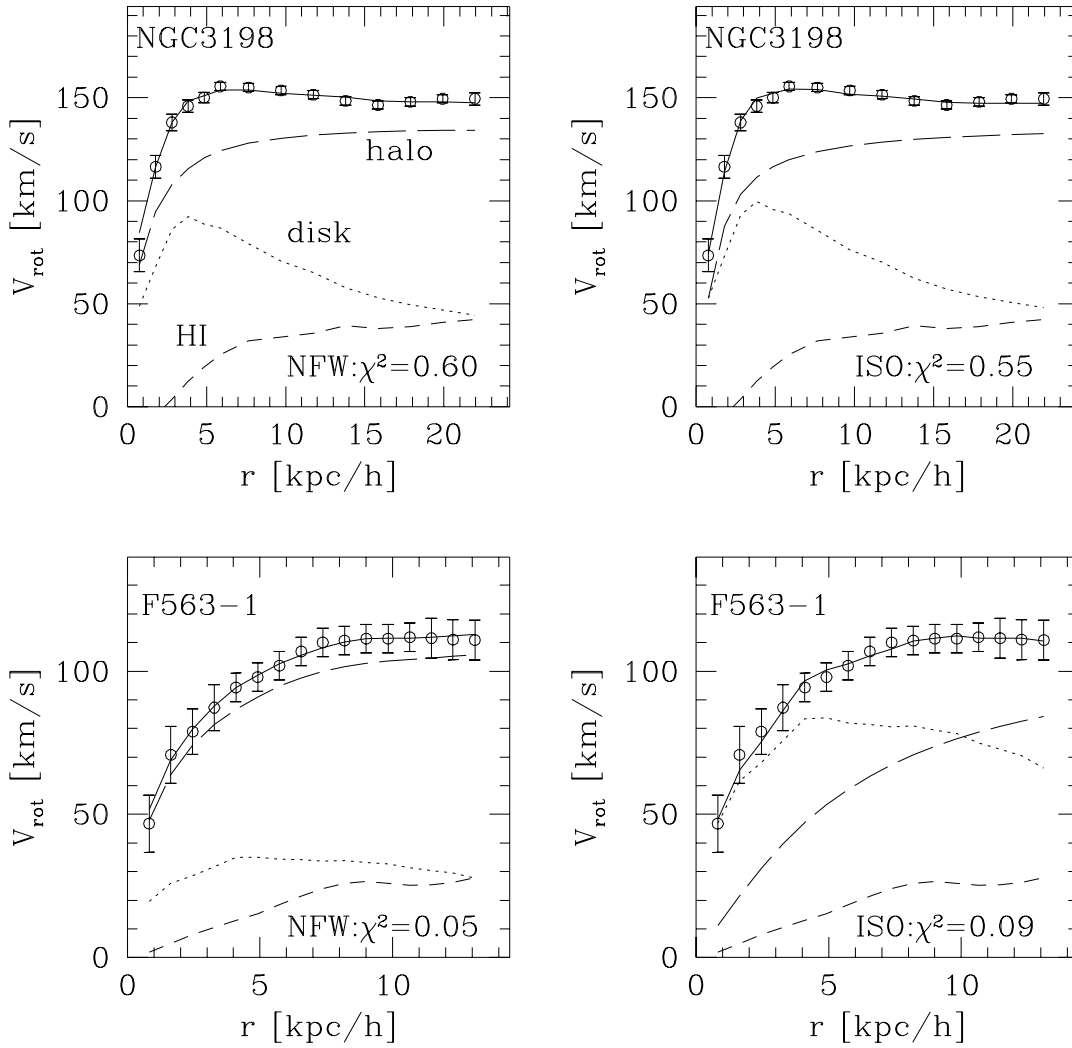 NGC3198
150
100
50
0
V_rot [km/s]
halo
disk
HI
NFW:χ²=0.60
0 5 10 15 20
r [kpc/h]
NGC3198
150
100
50
0
V_rot [km/s]
ISO:χ²=0.55
0 5 10 15 20
r [kpc/h]
F563-1
100
50
0
V_rot [km/s]
NFW:χ²=0.05
0 5 10
r [kpc/h]
F563-1
100
50
0
V_rot [km/s]
ISO:χ²=0.09
0 5 10
r [kpc/h]